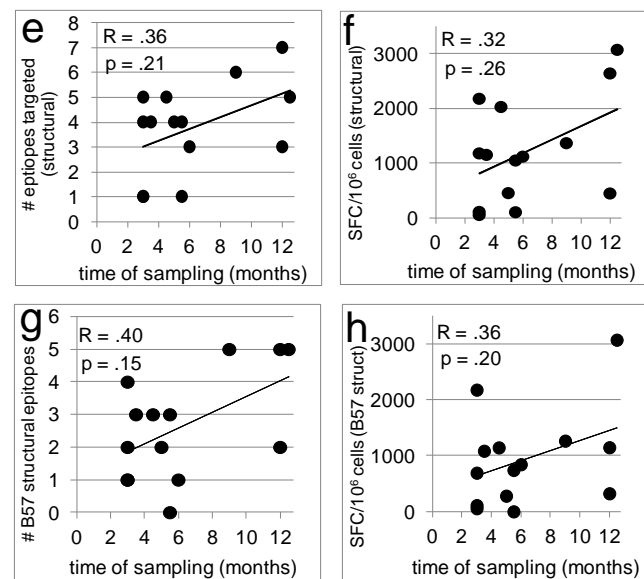 e
R = .36
p = .21
# eptiopes targeted
(structural)
8
7
6
5
4
3
2
1
0
0 2 4 6 8 10 12
time of sampling (months)
f
R = .32
p = .26
SFC/10⁶ cells (structural)
3000
2000
1000
0
0 2 4 6 8 10 12
time of sampling (months)
g
R = .40
p = .15
# B57 structural epitopes
6
5
4
3
2
1
0
0 2 4 6 8 10 12
time of sampling (months)
h
R = .36
p = .20
SFC/10⁶ cells (B57 struct)
3000
2000
1000
0
0 2 4 6 8 10 12
time of sampling (months)